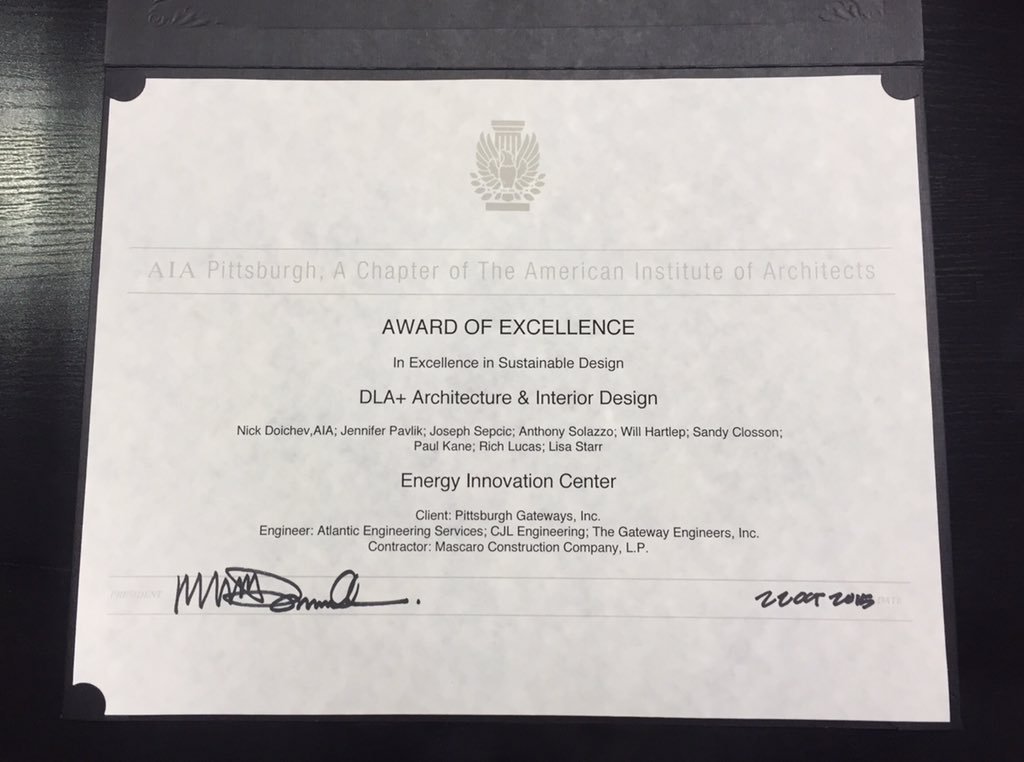 AIA Pittsburgh, A Chapter of The American Institute of Architects
AWARD OF EXCELLENCE
In Excellence in Sustainable Design
DLA+ Architecture & Interior Design
Nick Doichev,AIA; Jennifer Pavlik; Joseph Sepcic; Anthony Solazzo; Will Hartlep; Sandy Closson;
Paul Kane; Rich Lucas; Lisa Starr
Energy Innovation Center
Client: Pittsburgh Gateways, Inc.
Engineer: Atlantic Engineering Services; CJL Engineering; The Gateway Engineers, Inc.
Contractor: Mascaro Construction Company, L.P.
PRESIDENT
22 OCT 2015 DATE